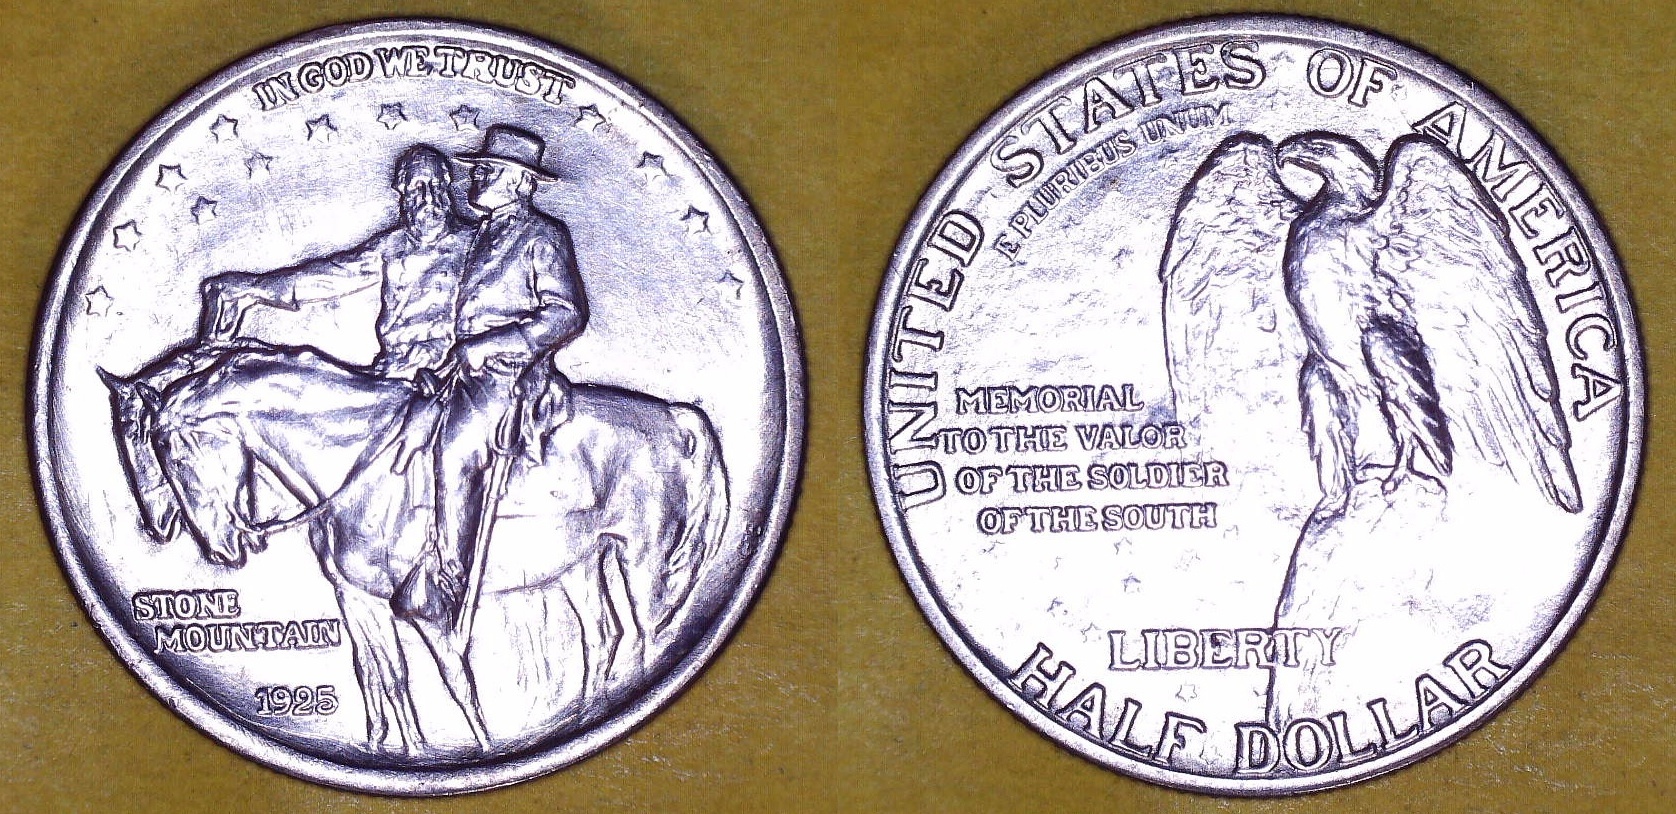 IN GOD WE TRUST
STONE
MOUNTAIN
1925
UNITED STATES OF AMERICA
E PLURIBUS UNUM
MEMORIAL
TO THE VALOR
OF THE SOLDIER
OF THE SOUTH
LIBERTY
HALF DOLLAR